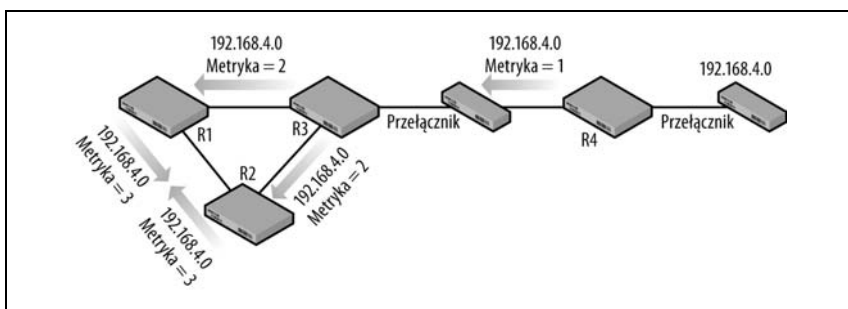 192.168.4.0
Metryka = 2
192.168.4.0
Metryka = 1
192.168.4.0
R1
R3
Przełącznik
R4
Przełącznik
192.168.4.0
Metryka = 3
R2
192.168.4.0
Metryka = 2
192.168.4.0
Metryka = 3